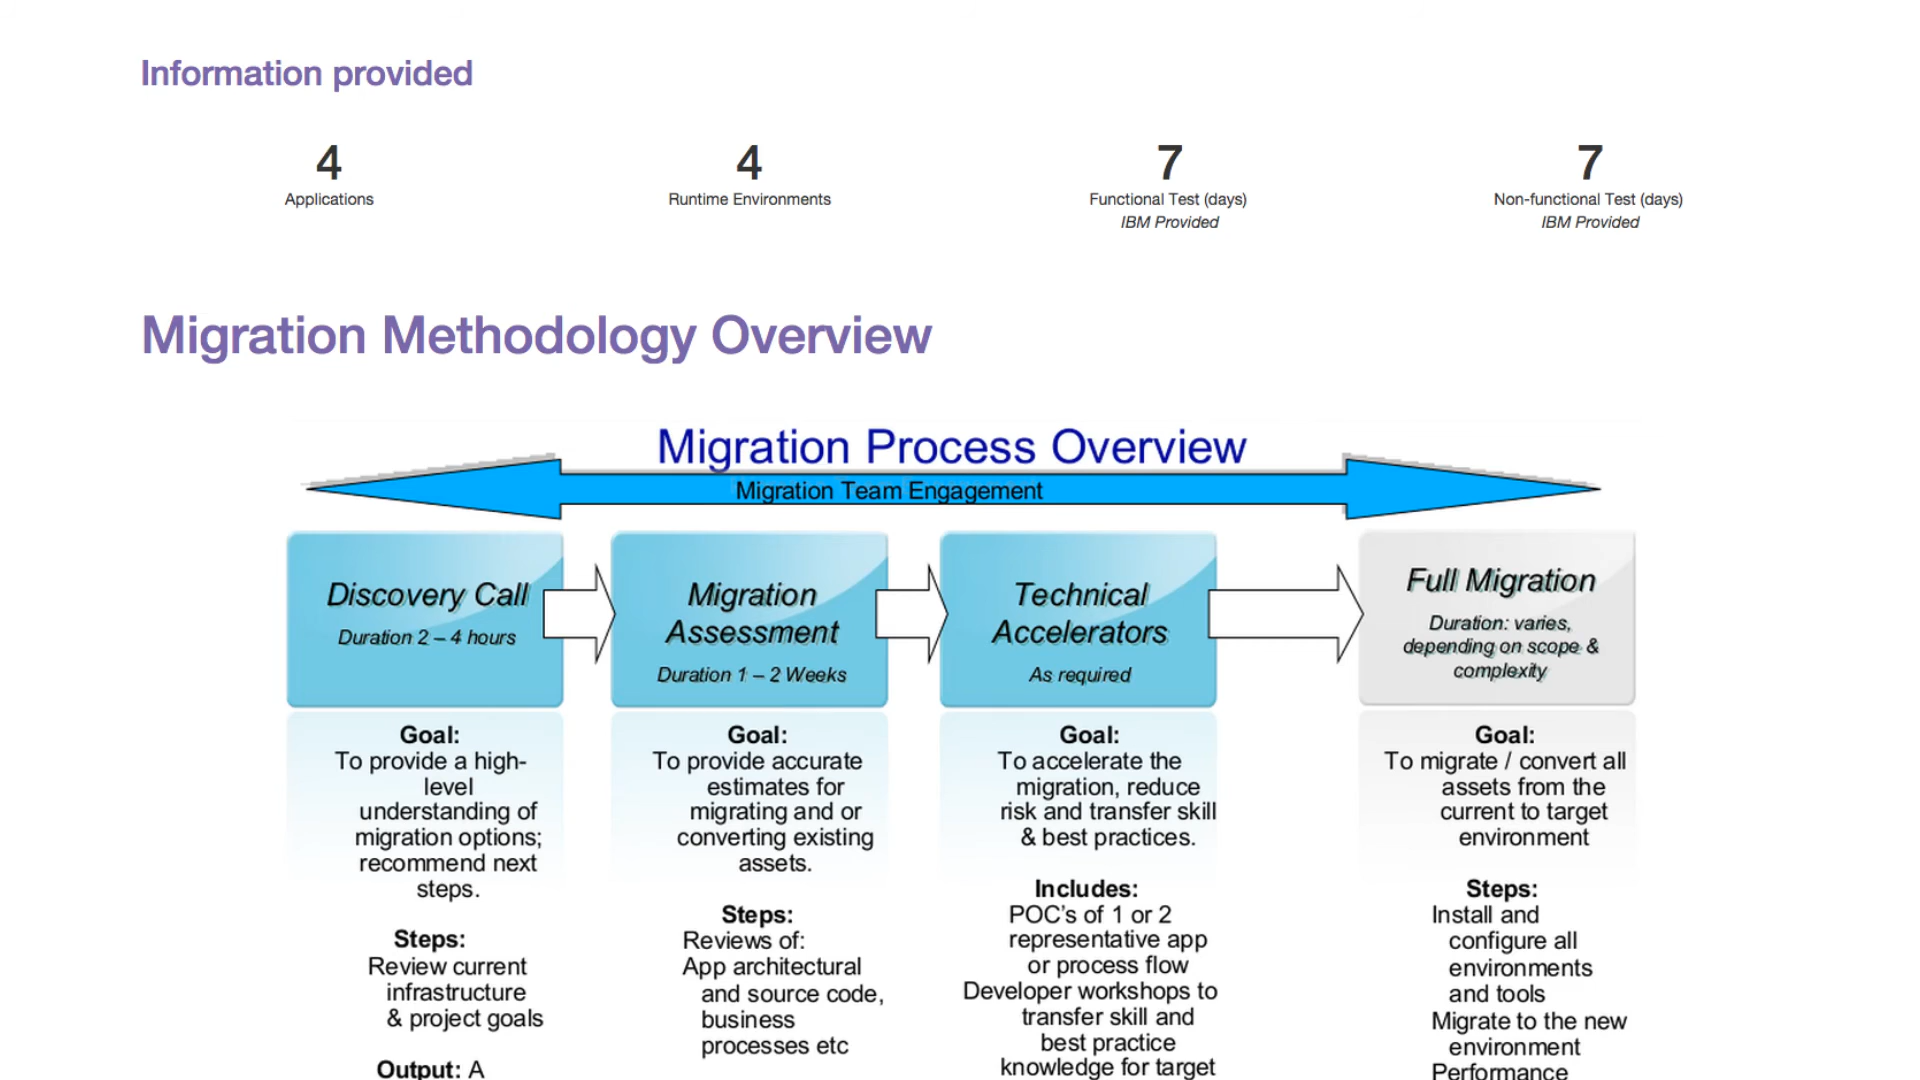 Information provided
4
Applications
4
Runtime Environments
7
Functional Test (days)
IBM Provided
7
Non-functional Test (days)
IBM Provided
Migration Methodology Overview
Migration Process Overview
Migration Team Engagement
Discovery Call
Duration 2 – 4 hours
Goal:
To provide a high-
level
understanding of
migration options;
recommend next
steps.
Steps:
Review current
infrastructure
& project goals
Output: A
Migration
Assessment
Duration 1 – 2 Weeks
Goal:
To provide accurate
estimates for
migrating and or
converting existing
assets.
Steps:
Reviews of:
App architectural
and source code,
business
processes etc
Technical
Accelerators
As required
Goal:
To accelerate the
migration, reduce
risk and transfer skill
& best practices.
Includes:
POC's of 1 or 2
representative app
or process flow
Developer workshops to
transfer skill and
best practice
knowledge for target
Full Migration
Duration: varies,
depending on scope &
complexity
Goal:
To migrate / convert all
assets from the
current to target
environment
Steps:
Install and
configure all
environments
and tools
Migrate to the new
environment
Performance